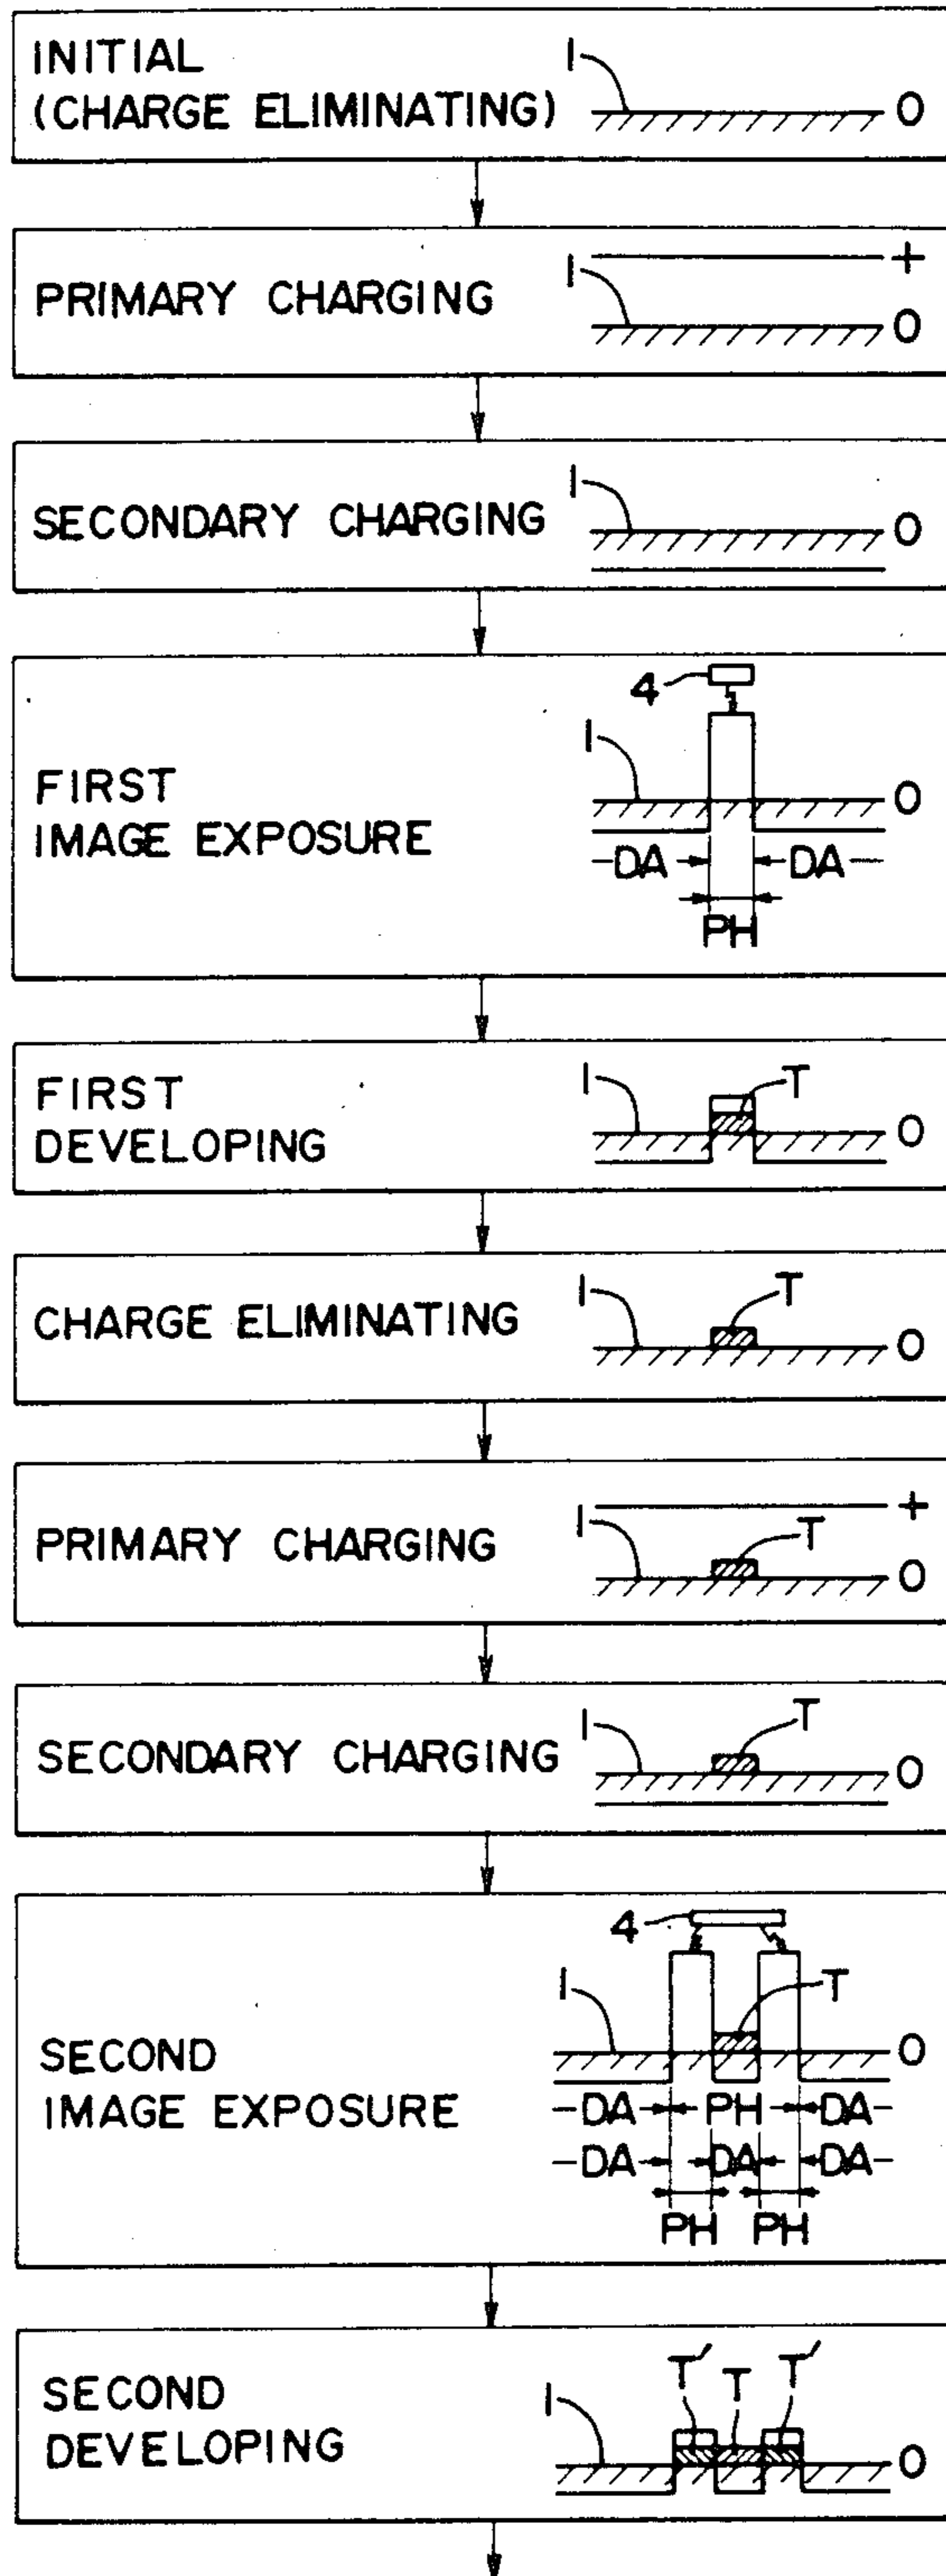 INITIAL
(CHARGE ELIMINATING)
1
0
PRIMARY CHARGING
1
+
0
SECONDARY CHARGING
1
0
FIRST
IMAGE EXPOSURE
4
1
0
-DA DA-
PH
FIRST
DEVELOPING
1
T
0
CHARGE ELIMINATING
1
T
0
PRIMARY CHARGING
1
T
+
0
SECONDARY CHARGING
1
T
0
SECOND
IMAGE EXPOSURE
4
1
T
0
-DA PH DA-
-DA DA DA-
PH PH
SECOND
DEVELOPING
1
T' T T'
0